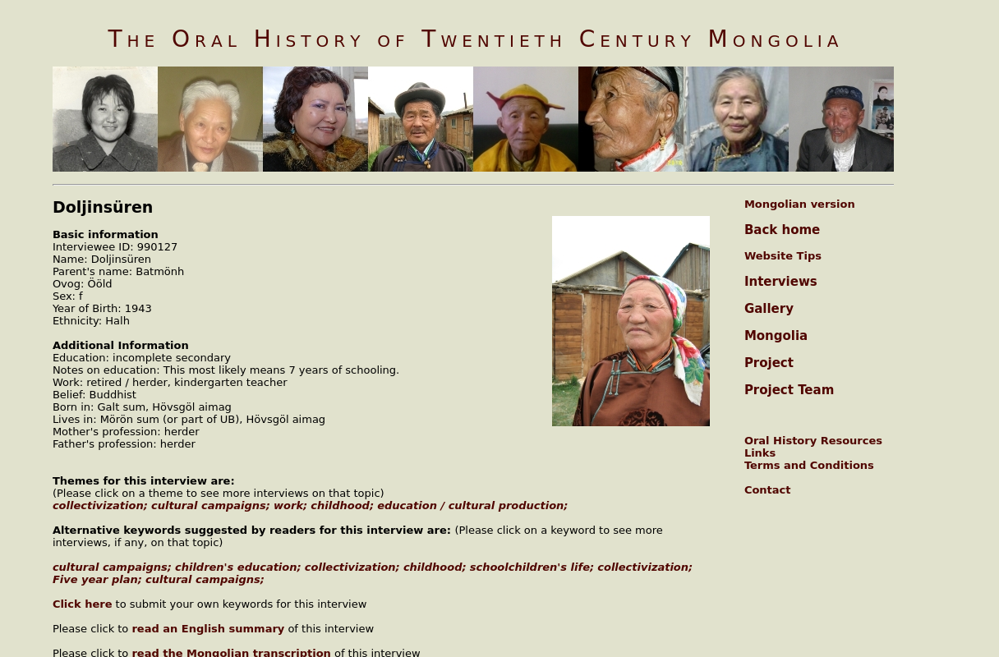 The Oral History of Twentieth Century Mongolia
Doljinsüren
Basic information
Interviewee ID: 990127
Name: Doljinsüren
Parent's name: Batmönh
Ovog: Ööld
Sex: f
Year of Birth: 1943
Ethnicity: Halh
Additional Information
Education: incomplete secondary
Notes on education: This most likely means 7 years of schooling.
Work: retired / herder, kindergarten teacher
Belief: Buddhist
Born in: Galt sum, Hövsgöl aimag
Lives in: Mörön sum (or part of UB), Hövsgöl aimag
Mother's profession: herder
Father's profession: herder
Themes for this interview are:
(Please click on a theme to see more interviews on that topic)
collectivization; cultural campaigns; work; childhood; education / cultural production;
Alternative keywords suggested by readers for this interview are: (Please click on a keyword to see more
interviews, if any, on that topic)
cultural campaigns; children's education; collectivization; childhood; schoolchildren's life; collectivization;
Five year plan; cultural campaigns;
Click here to submit your own keywords for this interview
Please click to read an English summary of this interview
Please click to read the Mongolian transcription of this interview
Mongolian version
Back home
Website Tips
Interviews
Gallery
Mongolia
Project
Project Team
Oral History Resources
Links
Terms and Conditions
Contact